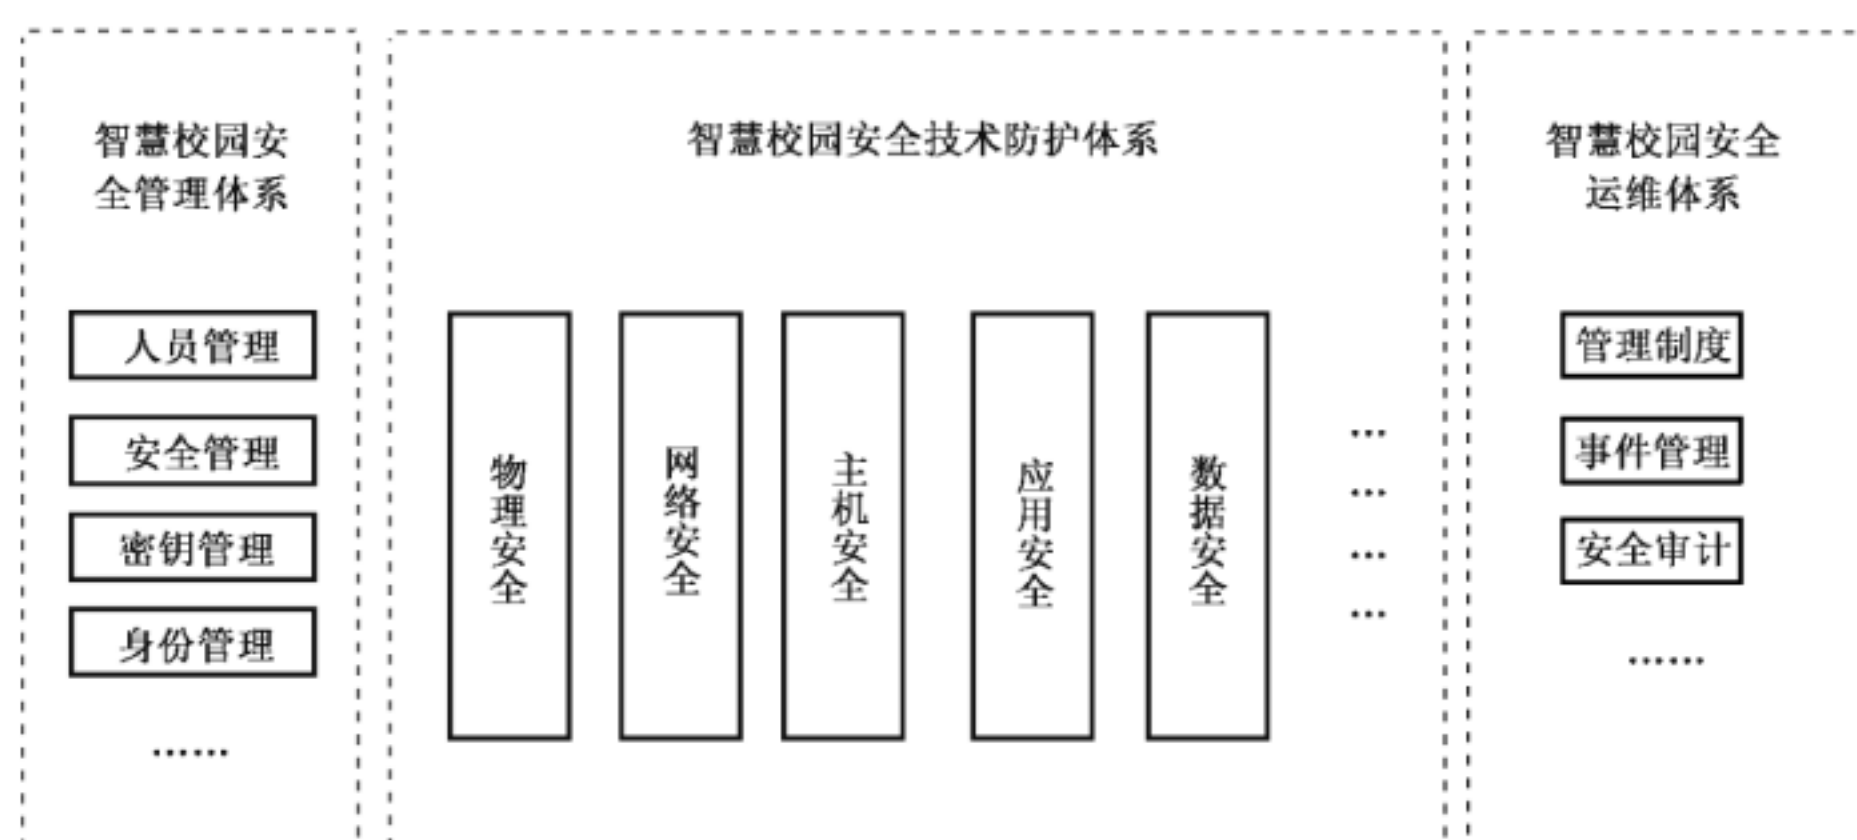 智慧校园安
全管理体系
人员管理
安全管理
密钥管理
身份管理
……
智慧校园安全技术防护体系
物理安全
网络安全
主机安全
应用安全
数据安全
…
…
…
…
智慧校园安全
运维体系
管理制度
事件管理
安全审计
……